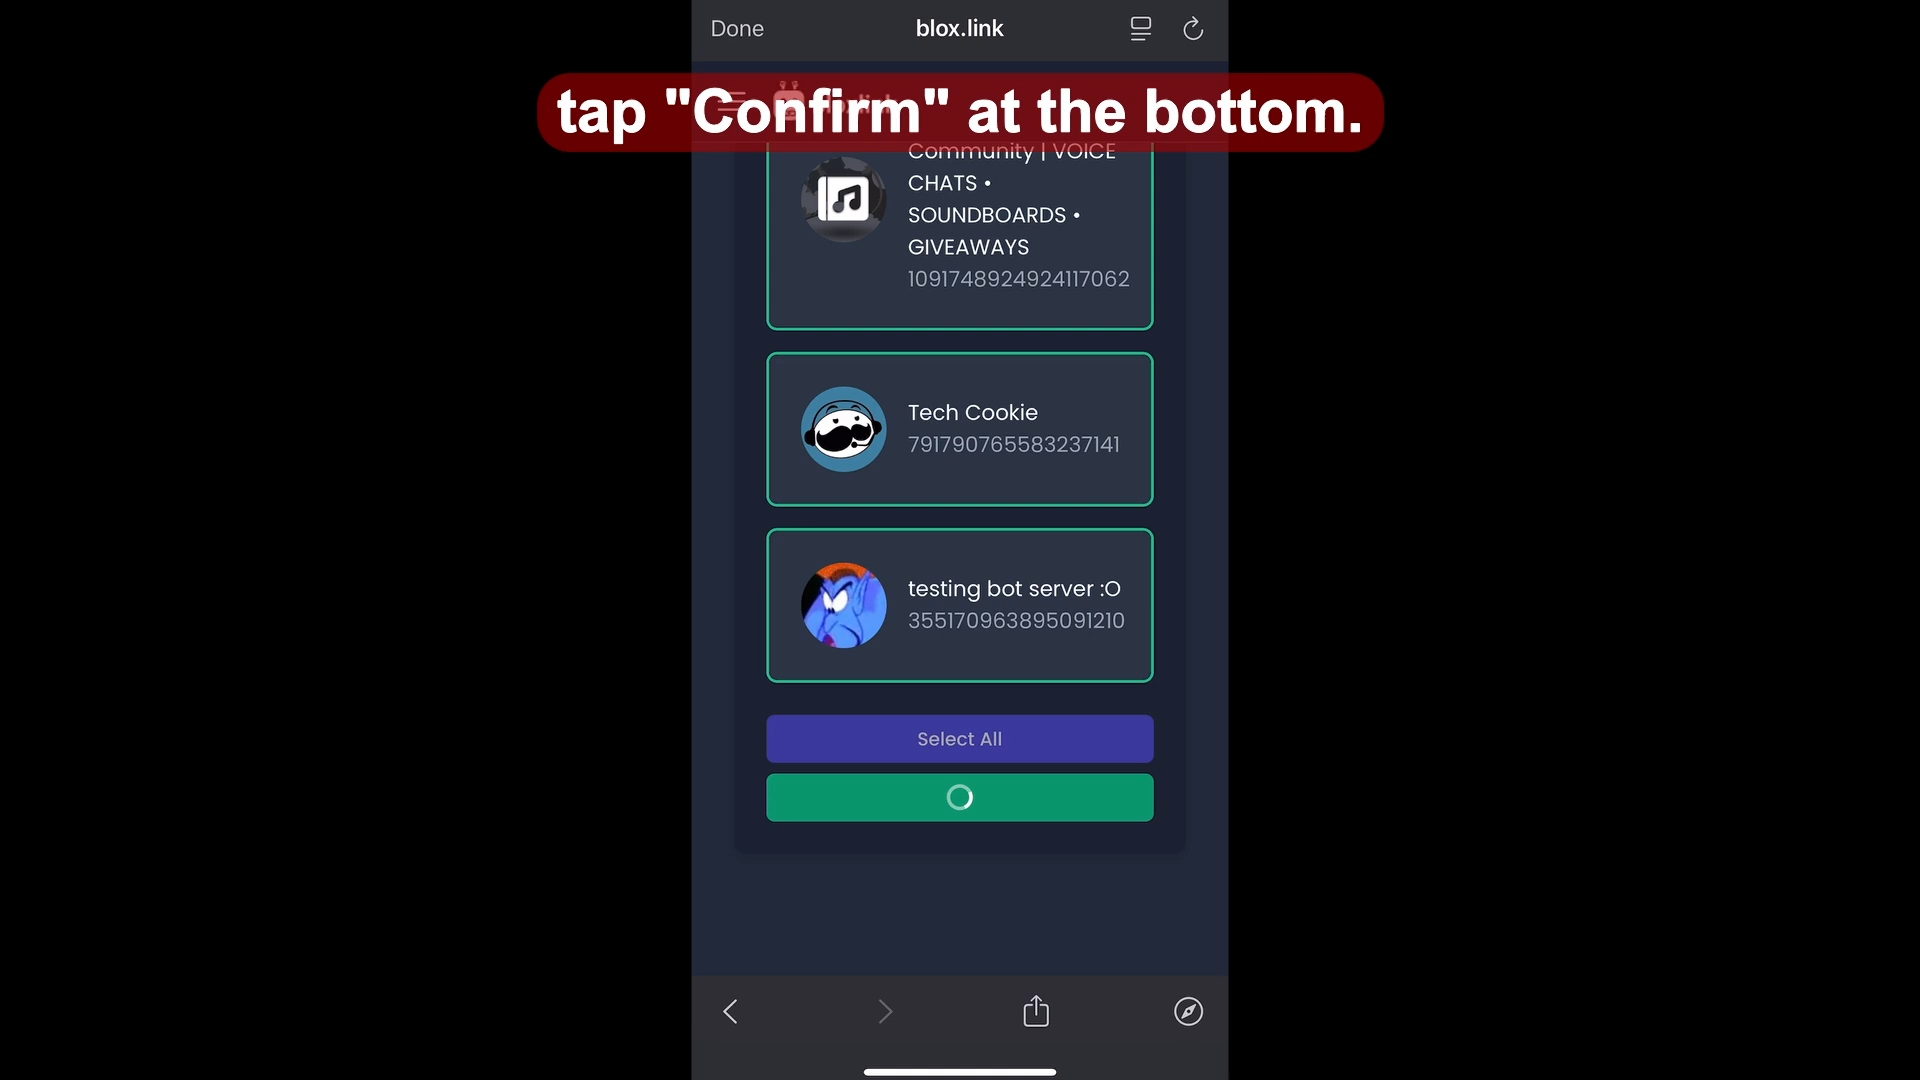 Done
blox.link
tap "Confirm" at the bottom.
Community | VOICE
CHATS •
SOUNDBOARDS •
GIVEAWAYS
1091748924924117062
Tech Cookie
791790765583237141
testing bot server :O
355170963895091210
Select All